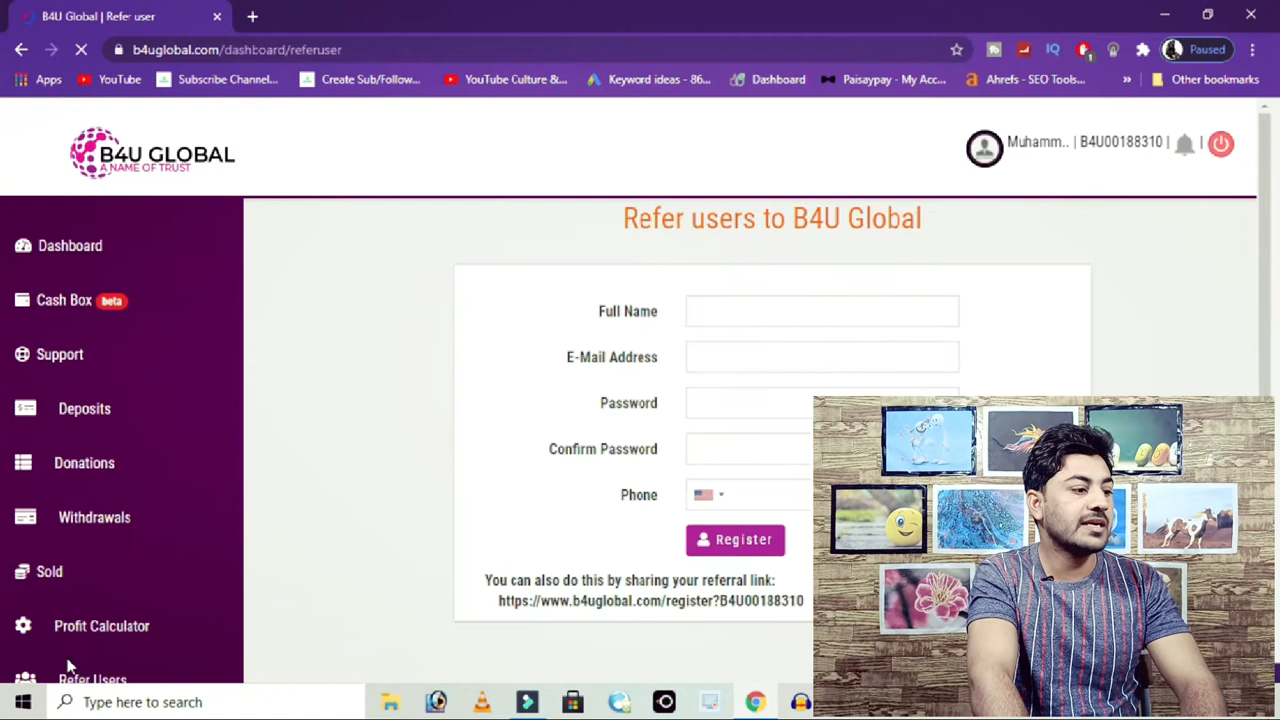 B4U Global | Refer user
b4uglobal.com/dashboard/referuser
Paused
Apps YouTube Subscribe Channel... Create Sub/Follow... YouTube Culture &... Keyword ideas - 86... Dashboard Paisaypay - My Acc... Ahrefs - SEO Tools... » Other bookmarks
B4U GLOBAL
A NAME OF TRUST
Muhamm.. | B4U00188310 | |
Refer users to B4U Global
Dashboard
Cash Box beta
Support
Deposits
Donations
Withdrawals
Sold
Profit Calculator
Refer Users
Full Name
E-Mail Address
Password
Confirm Password
Phone
Register
You can also do this by sharing your referral link:
https://www.b4uglobal.com/register?B4U00188310
Type here to search